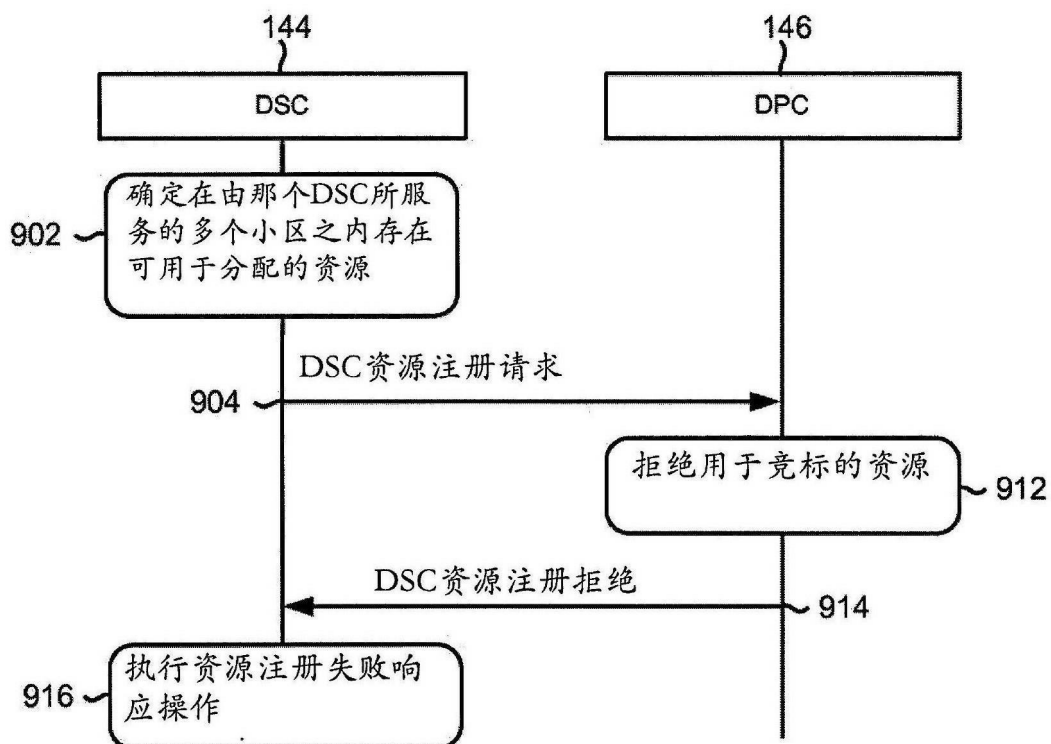 144
146
DSC
DPC
确定在由那个DSC所服
务的多个小区之内存在
可用于分配的资源
902
DSC资源注册请求
904
拒绝用于竞标的资源
912
DSC资源注册拒绝
914
执行资源注册失败响
应操作
916